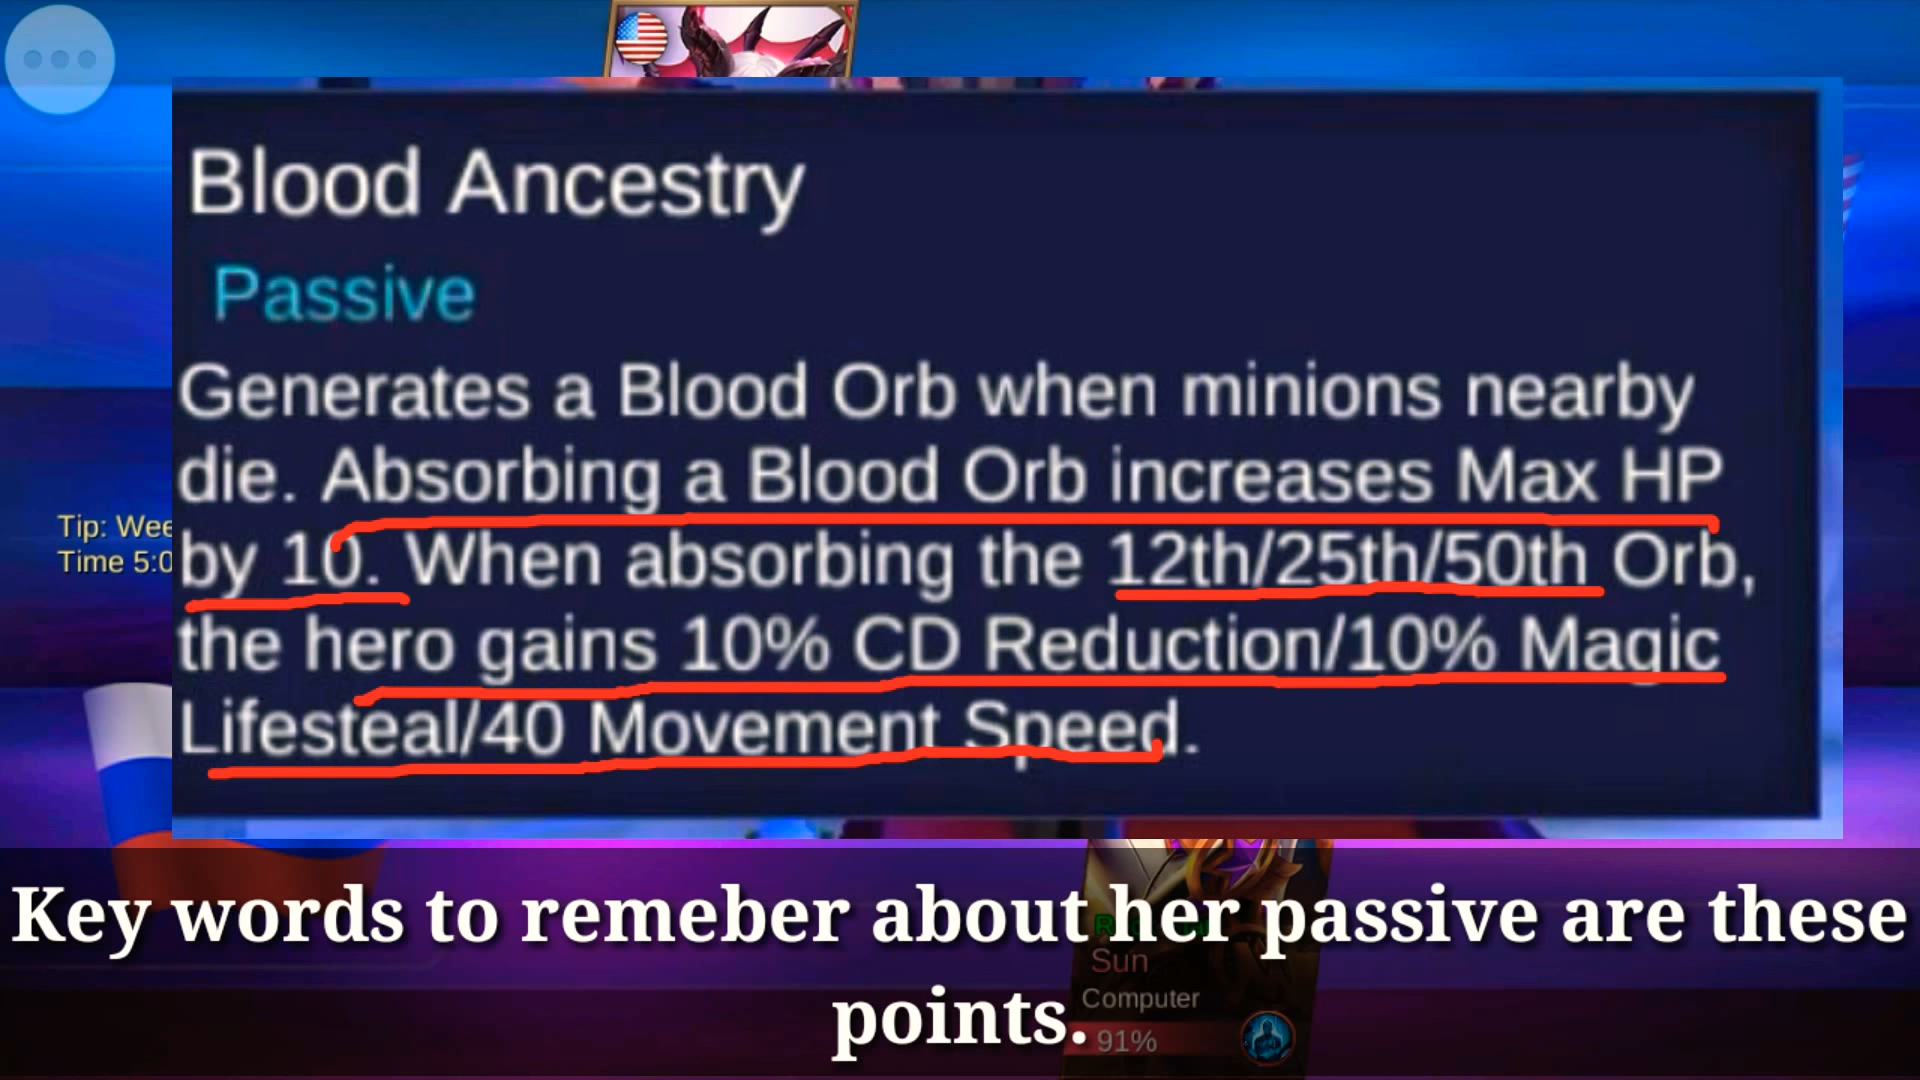 Blood Ancestry
Passive
Generates a Blood Orb when minions nearby
die. Absorbing a Blood Orb increases Max HP
by 10. When absorbing the 12th/25th/50th Orb,
the hero gains 10% CD Reduction/10% Magic
Lifesteal/40 Movement Speed.
Tip: Wee
Time 5:0
Key words to remeber about her passive are these
points.
Sun
Computer
91%